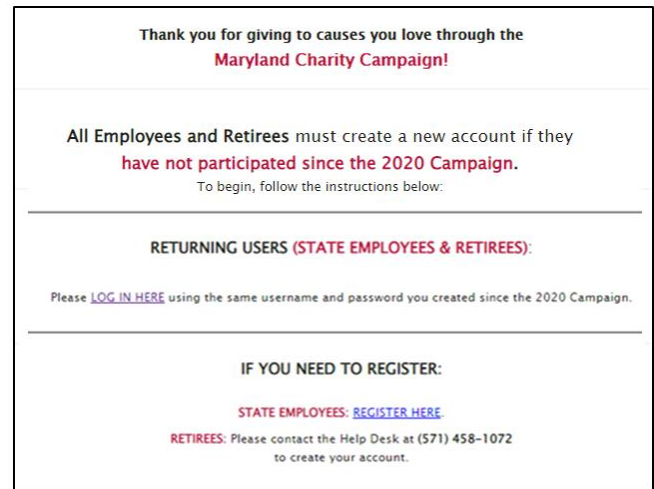 Thank you for giving to causes you love through the
Maryland Charity Campaign!
All Employees and Retirees must create a new account if they
have not participated since the 2020 Campaign.
To begin, follow the instructions below:
RETURNING USERS (STATE EMPLOYEES & RETIREES):
Please LOG IN HERE using the same username and password you created since the 2020 Campaign.
IF YOU NEED TO REGISTER:
STATE EMPLOYEES: REGISTER HERE.
RETIREES: Please contact the Help Desk at (571) 458-1072
to create your account.